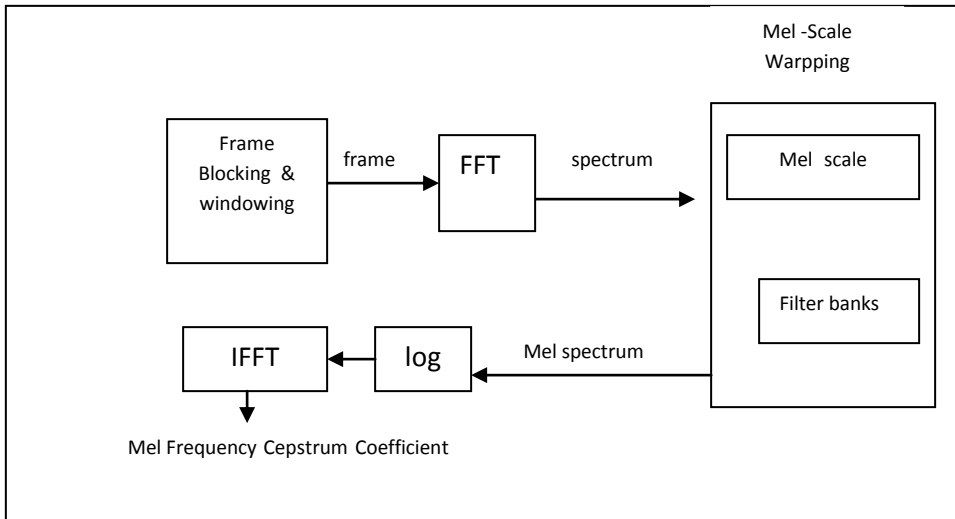 Mel -Scale
Warpping
Frame
Blocking &
windowing
frame
FFT
spectrum
Mel scale
Filter banks
Mel spectrum
log
IFFT
Mel Frequency Cepstrum Coefficient